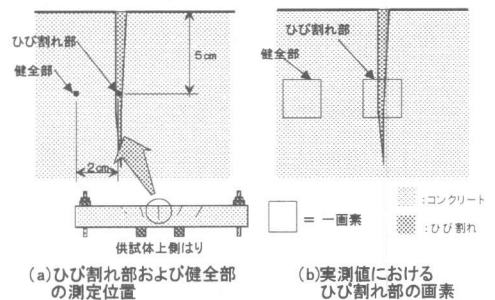 ひび割れ部
健全部
5cm
2cm
供試体上側はり
(a)ひび割れ部および健全部
の測定位置
ひび割れ部
健全部
= 一画素
:コンクリート
:ひび割れ
(b)実測値における
ひび割れ部の画素